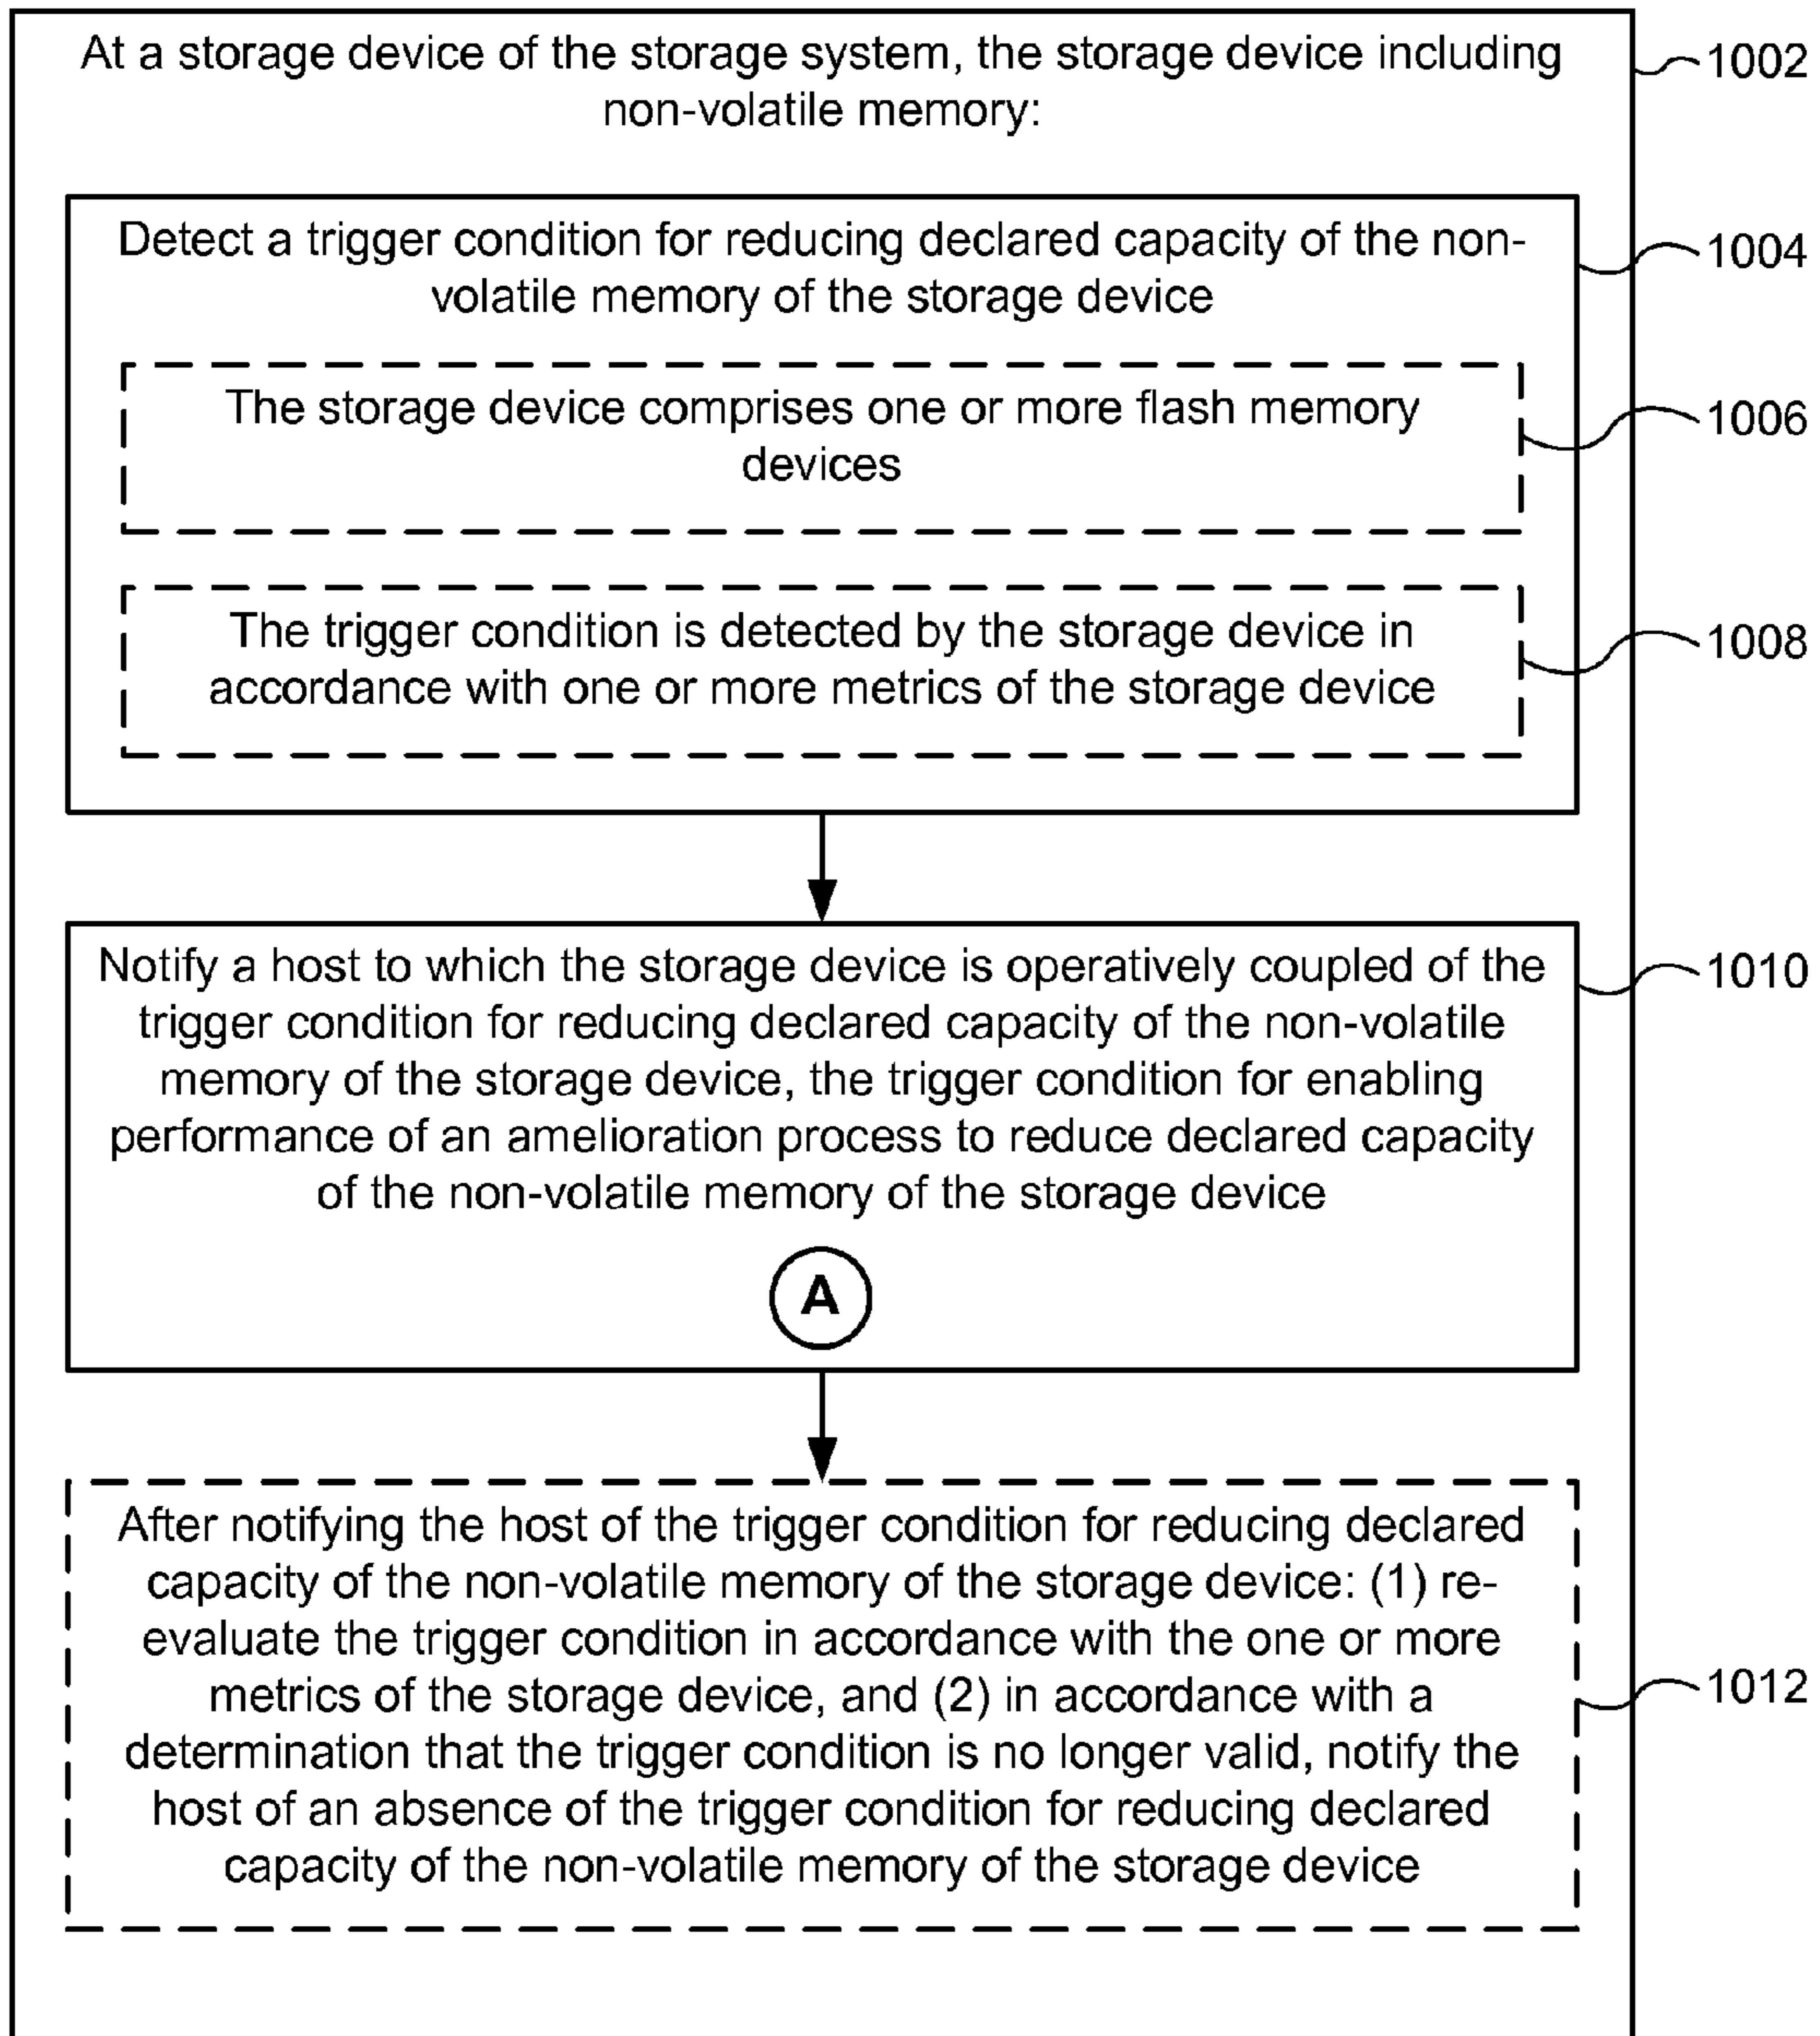 At a storage device of the storage system, the storage device including
non-volatile memory:
1002
Detect a trigger condition for reducing declared capacity of the non-
volatile memory of the storage device
1004
The storage device comprises one or more flash memory
devices
1006
The trigger condition is detected by the storage device in
accordance with one or more metrics of the storage device
1008
Notify a host to which the storage device is operatively coupled of the
trigger condition for reducing declared capacity of the non-volatile
memory of the storage device, the trigger condition for enabling
performance of an amelioration process to reduce declared capacity
of the non-volatile memory of the storage device
1010
A
After notifying the host of the trigger condition for reducing declared
capacity of the non-volatile memory of the storage device: (1) re-
evaluate the trigger condition in accordance with the one or more
metrics of the storage device, and (2) in accordance with a
determination that the trigger condition is no longer valid, notify the
host of an absence of the trigger condition for reducing declared
capacity of the non-volatile memory of the storage device
1012